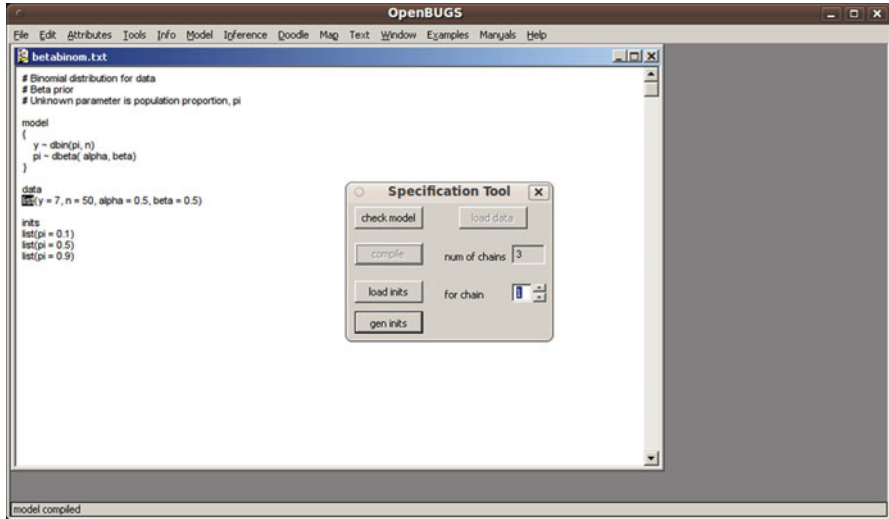 OpenBUGS
File Edit Attributes Tools Info Model Inference Doodle Map Text Window Examples Manuals Help
betabinom.txt
# Binomial distribution for data
# Beta prior
# Unknown parameter is population proportion, pi
model
{
y ~ dbin(pi, n)
pi ~ dbeta( alpha, beta)
}
data
list(y = 7, n = 50, alpha = 0.5, beta = 0.5)
inits
list(pi = 0.1)
list(pi = 0.5)
list(pi = 0.9)
Specification Tool
check model load data
compile num of chains 3
load inits for chain 1
gen inits
model compiled